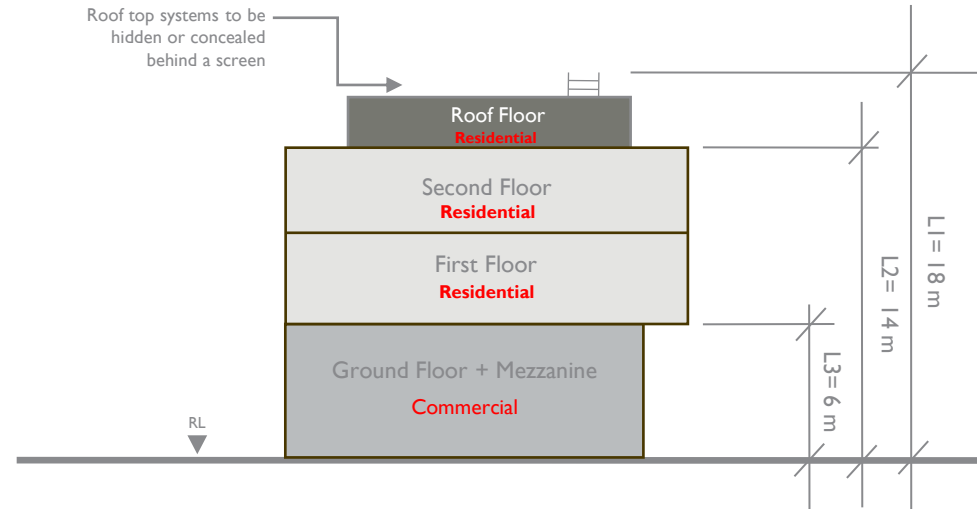 Roof top systems to be
hidden or concealed
behind a screen
Roof Floor
Residential
Second Floor
Residential
First Floor
Residential
Ground Floor + Mezzanine
Commercial
RL
L1= 18 m
L2= 14 m
L3= 6 m